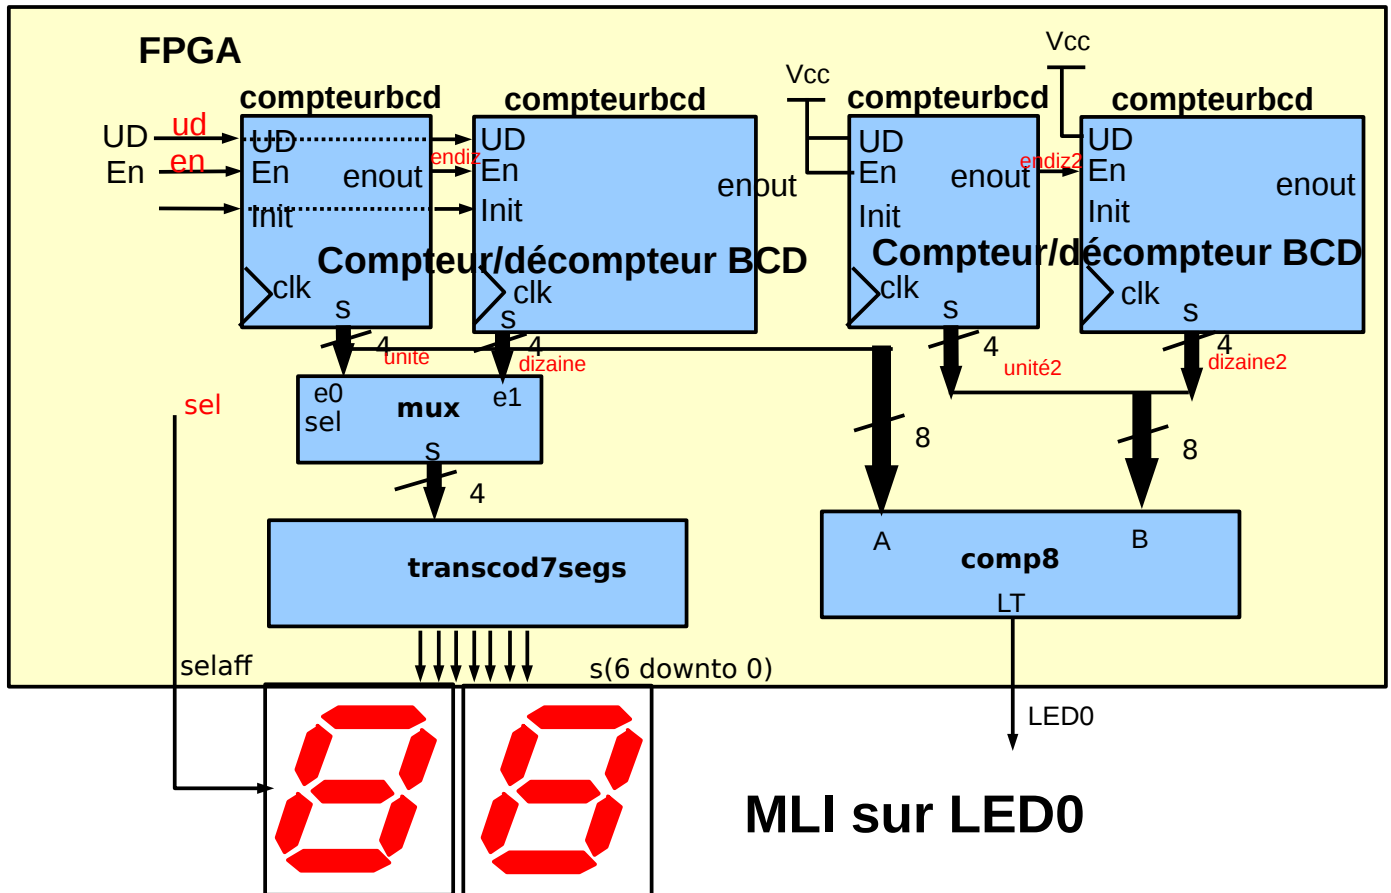 FPGA
Vcc
Vcc
compteurbcd
compteurbcd
compteurbcd
compteurbcd
UD
ud
UD
UD
UD
UD
En
en
En
enout
endiz
En
enout
En
enout
endiz2
En
enout
Init
Init
Init
Init
Compteur/décompteur BCD
Compteur/décompteur BCD
clk
clk
clk
clk
s
s
s
s
4
unité
4
dizaine
4
unité2
4
dizaine2
sel
e0
mux
e1
sel
s
4
8
8
transcod7segs
A
B
comp8
LT
selaff
s(6 downto 0)
LED0
MLI sur LED0